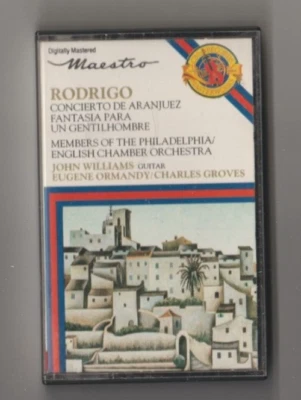 Digitally Mastered
Maestro
RODRIGO
CONCIERTO DE ARANJUEZ
FANTASIA PARA
UN GENTILHOMBRE
MEMBERS OF THE PHILADELPHIA/
ENGLISH CHAMBER ORCHESTRA
JOHN WILLIAMS GUITAR
EUGENE ORMANDY/CHARLES GROVES